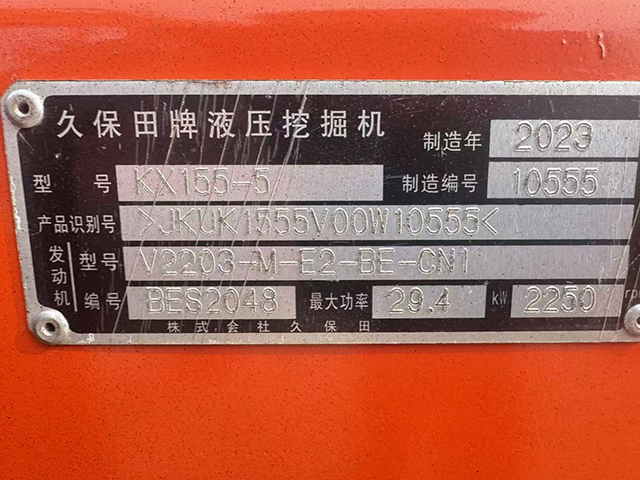 久保田牌液压挖掘机
制造年 2023
型号 KX155-5 制造编号 10555
产品识别号 >JKUK1555V00W10555<
发动机
型号 V2203-M-E2-BE-CN1
编号 BES2048 最大功率 29.4 kW 2250
株式会社久保田